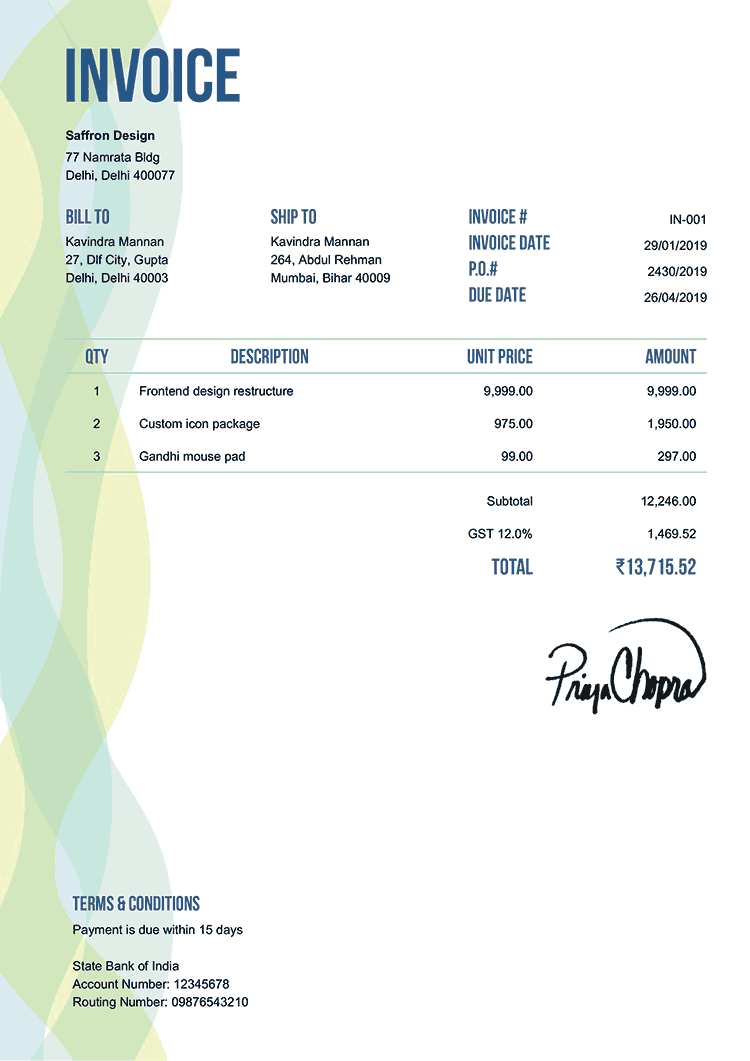 INVOICE
Saffron Design
77 Namrata Bldg
Delhi, Delhi 400077
BILL TO
Kavindra Mannan
27, Dlf City, Gupta
Delhi, Delhi 40003
SHIP TO
Kavindra Mannan
264, Abdul Rehman
Mumbai, Bihar 40009
INVOICE # IN-001
INVOICE DATE 29/01/2019
P.O.# 2430/2019
DUE DATE 26/04/2019
QTY DESCRIPTION UNIT PRICE AMOUNT
1 Frontend design restructure 9,999.00 9,999.00
2 Custom icon package 975.00 1,950.00
3 Gandhi mouse pad 99.00 297.00
Subtotal 12,246.00
GST 12.0% 1,469.52
TOTAL ₹13,715.52
Priya Chopra
TERMS & CONDITIONS
Payment is due within 15 days
State Bank of India
Account Number: 12345678
Routing Number: 09876543210